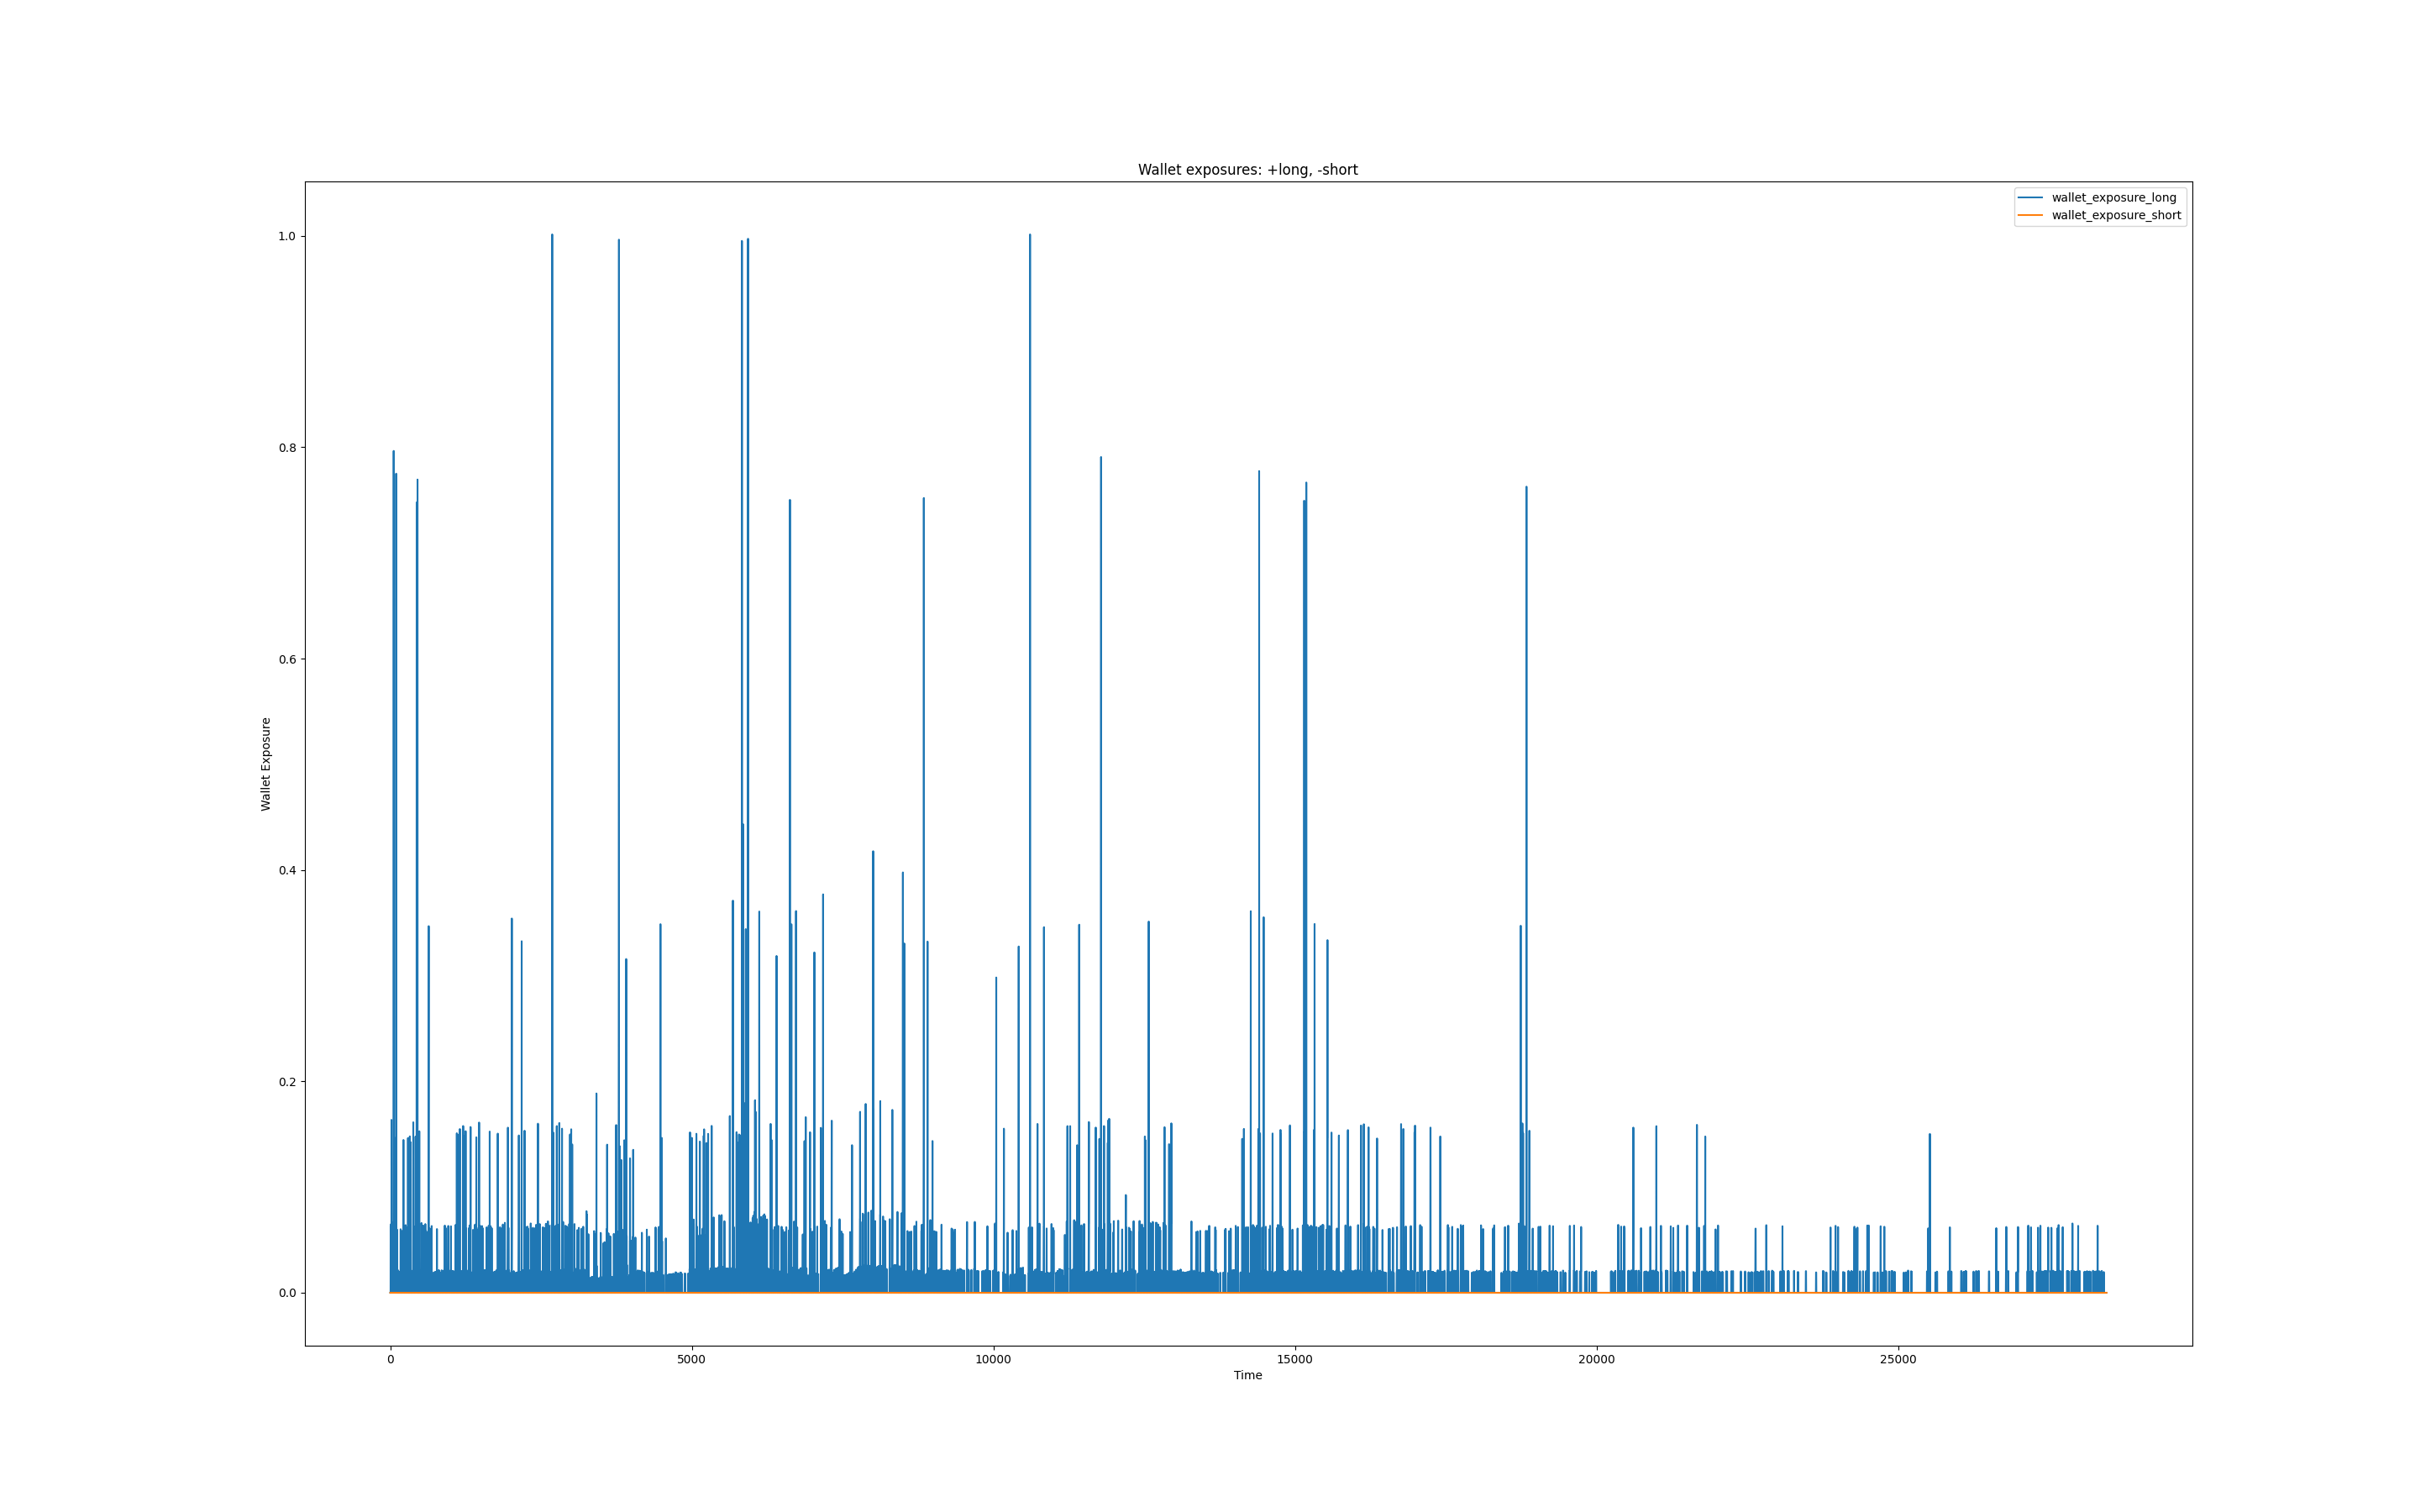 Wallet exposures: +long, -short
wallet_exposure_long
wallet_exposure_short
1.0
0.8
0.6
0.4
0.2
0.0
Wallet Exposure
0 5000 10000 15000 20000 25000
Time